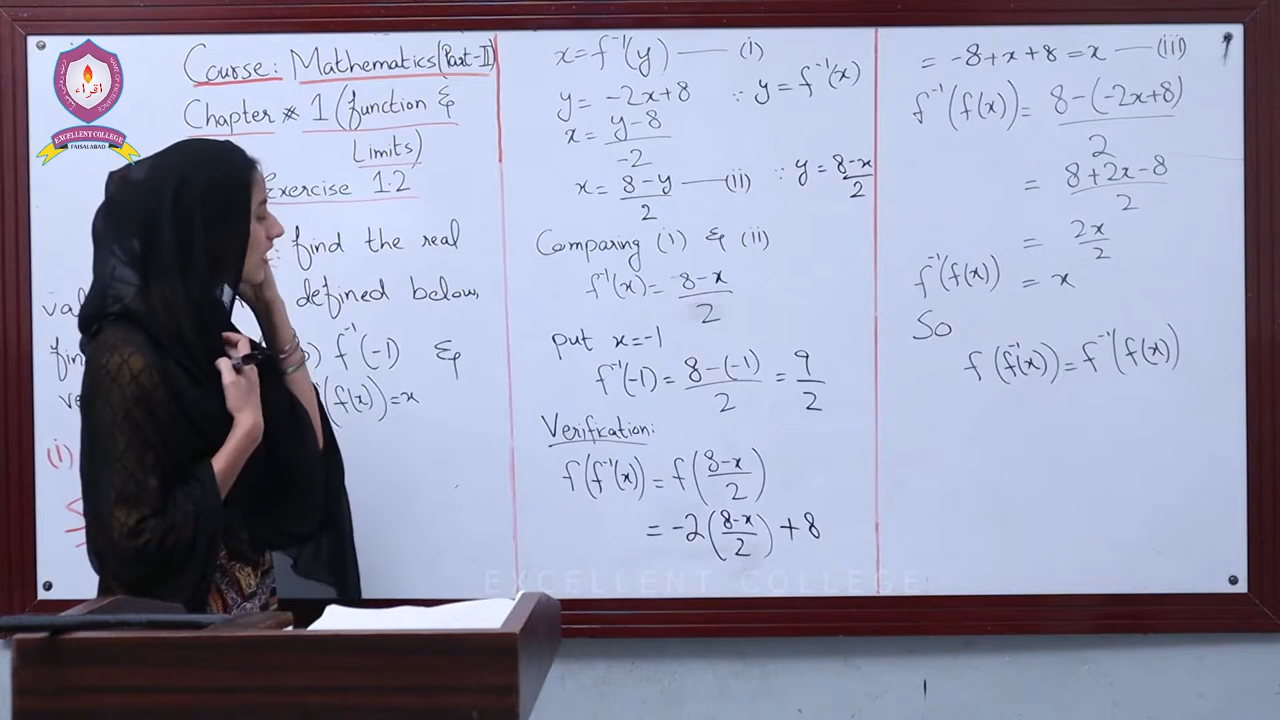 Course: Mathematics (Part-II)
Chapter * 1 (function &
Limits)
Exercise 1.2
find the real
defined below,
f⁻¹(-1) &
(f(x))=x
(i)
x=f⁻¹(y) —— (i)
y= -2x+8 ∵ y=f⁻¹(x)
x= y-8/-2
x= 8-y/2 ——(ii) ∵ y= 8-x/2
Comparing (i) & (ii)
f⁻¹(x)= 8-x/2
put x=-1
f⁻¹(-1)= 8-(-1)/2 = 9/2
Verification:
f(f⁻¹(x)) = f(8-x/2)
= -2(8-x/2)+8
= -8+x+8 = x —(iii)
f⁻¹(f(x))= 8-(-2x+8)/2
= 8+2x-8/2
= 2x/2
f⁻¹(f(x)) = x
So
f(f⁻¹(x))=f⁻¹(f(x))
اقراء
EXCELLENT COLLEGE
FAISALABAD
EXCELLENT COLLEGE